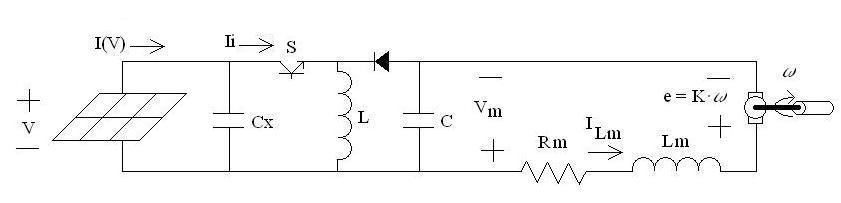 I(V)
Ii
S
ω
+
V
—
Cx
L
C
—
Vm
+
e = K·ω
—
+
Rm
ILm
Lm